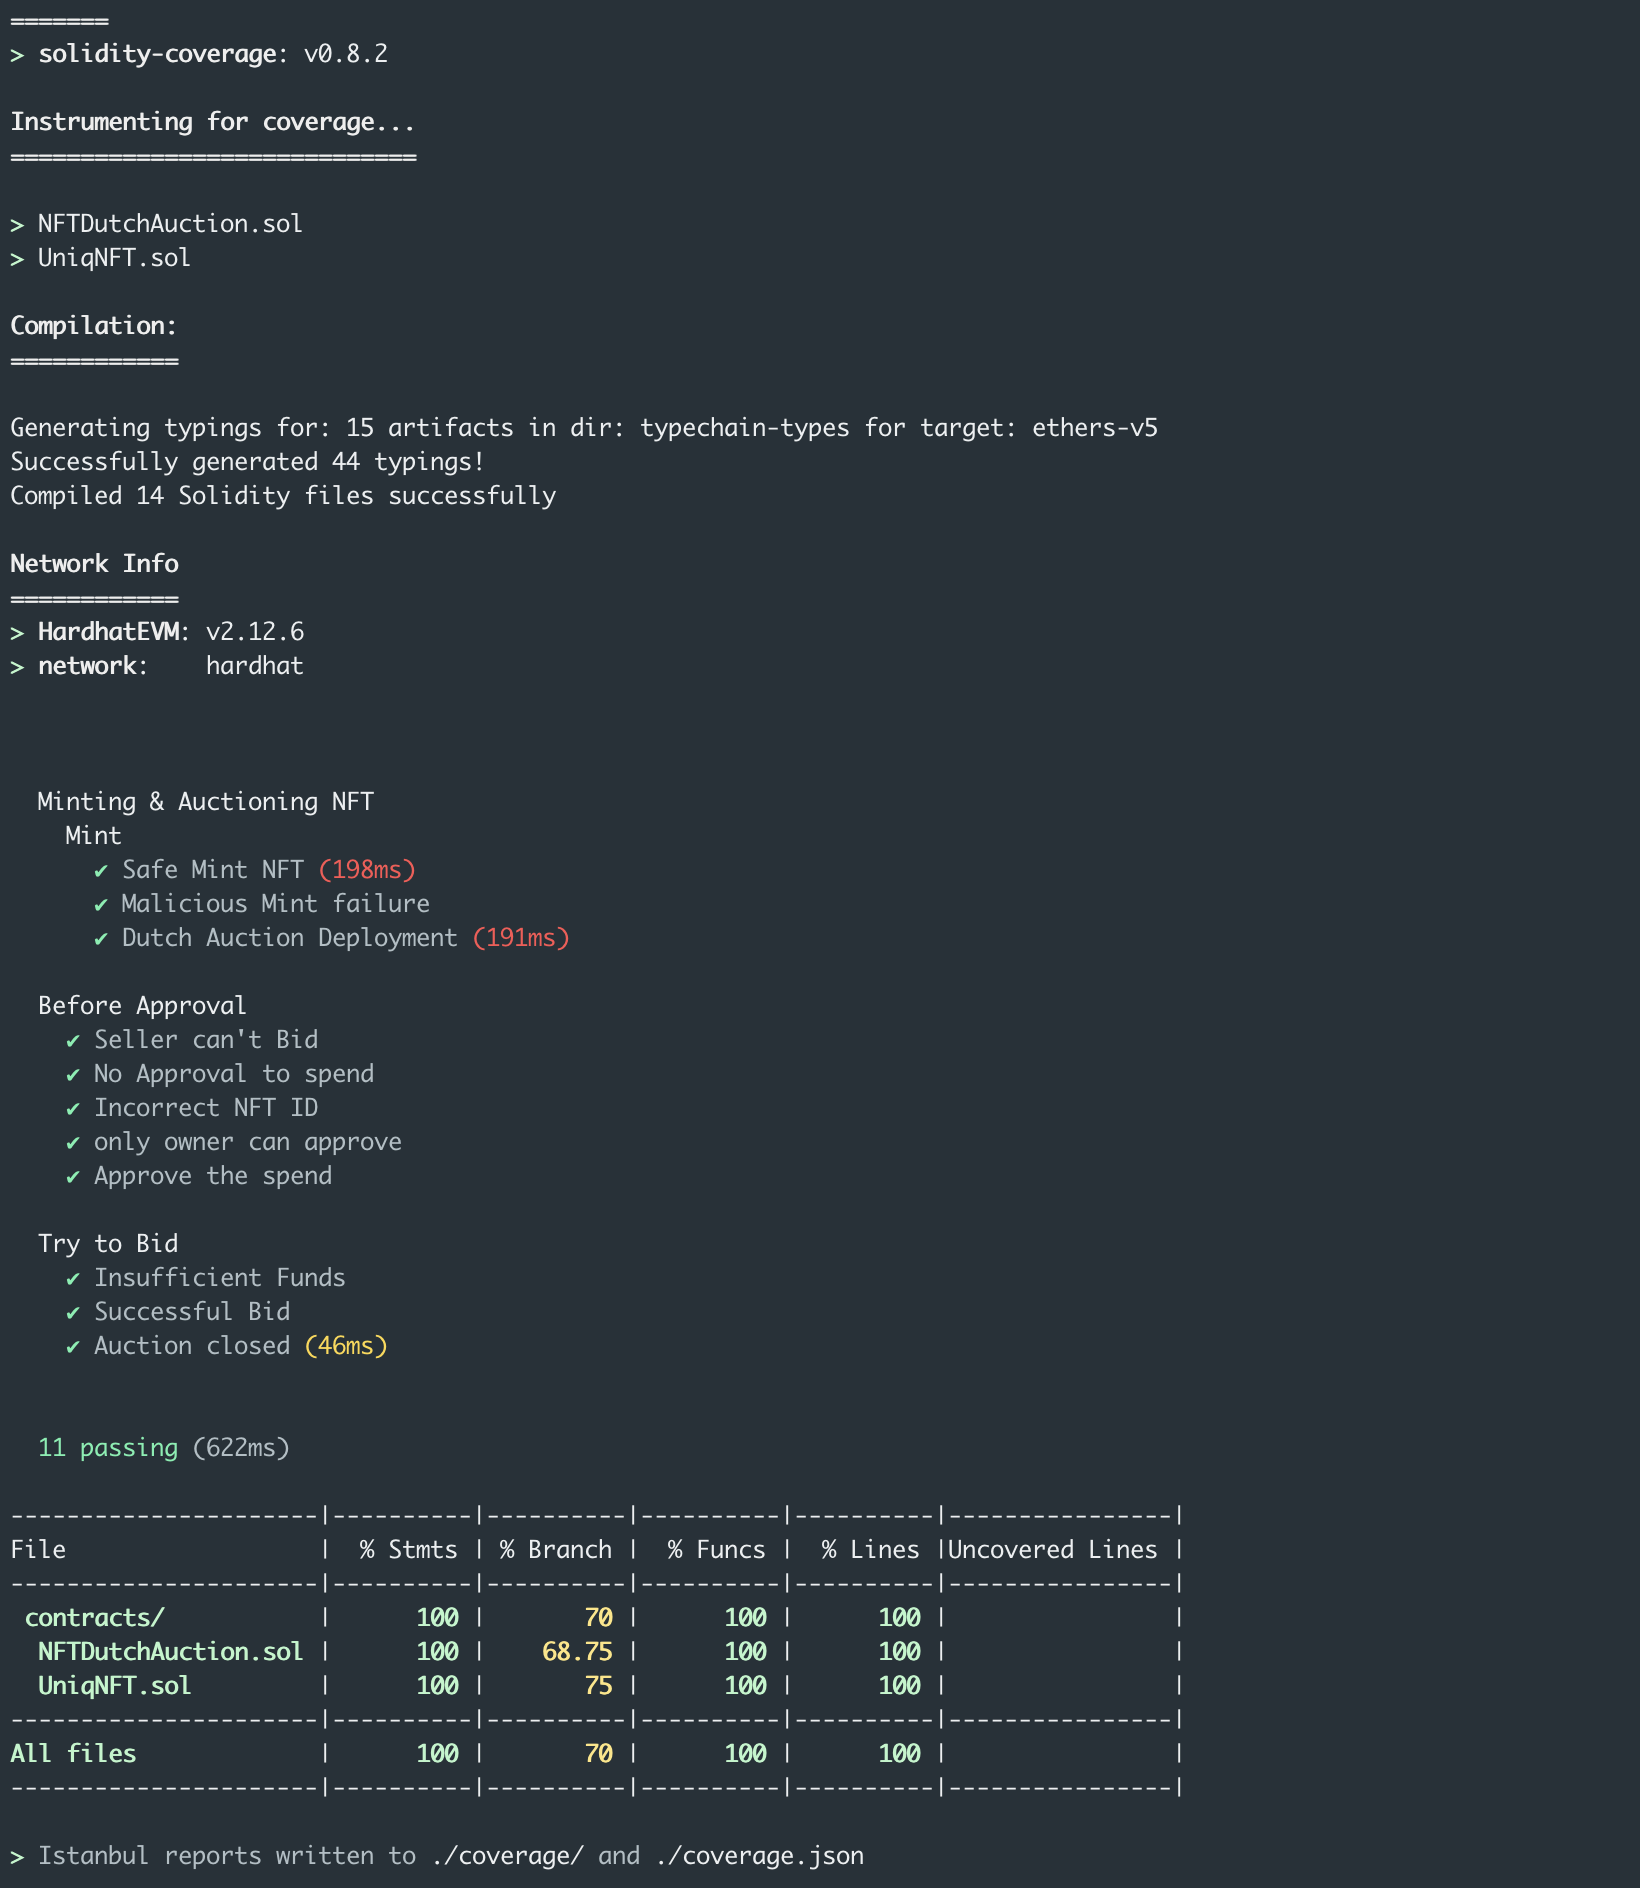 =======
> solidity-coverage: v0.8.2
Instrumenting for coverage...
=============================
> NFTDutchAuction.sol
> UniqNFT.sol
Compilation:
============
Generating typings for: 15 artifacts in dir: typechain-types for target: ethers-v5
Successfully generated 44 typings!
Compiled 14 Solidity files successfully
Network Info
============
> HardhatEVM: v2.12.6
> network:    hardhat
  Minting & Auctioning NFT
    Mint
      ✔ Safe Mint NFT (198ms)
      ✔ Malicious Mint failure
      ✔ Dutch Auction Deployment (191ms)
  Before Approval
    ✔ Seller can't Bid
    ✔ No Approval to spend
    ✔ Incorrect NFT ID
    ✔ only owner can approve
    ✔ Approve the spend
  Try to Bid
    ✔ Insufficient Funds
    ✔ Successful Bid
    ✔ Auction closed (46ms)
  11 passing (622ms)
----------------------|----------|----------|----------|----------|----------------|
File                  |  % Stmts | % Branch |  % Funcs |  % Lines |Uncovered Lines |
----------------------|----------|----------|----------|----------|----------------|
 contracts/           |      100 |       70 |      100 |      100 |                |
  NFTDutchAuction.sol |      100 |    68.75 |      100 |      100 |                |
  UniqNFT.sol         |      100 |       75 |      100 |      100 |                |
----------------------|----------|----------|----------|----------|----------------|
All files             |      100 |       70 |      100 |      100 |                |
----------------------|----------|----------|----------|----------|----------------|
> Istanbul reports written to ./coverage/ and ./coverage.json